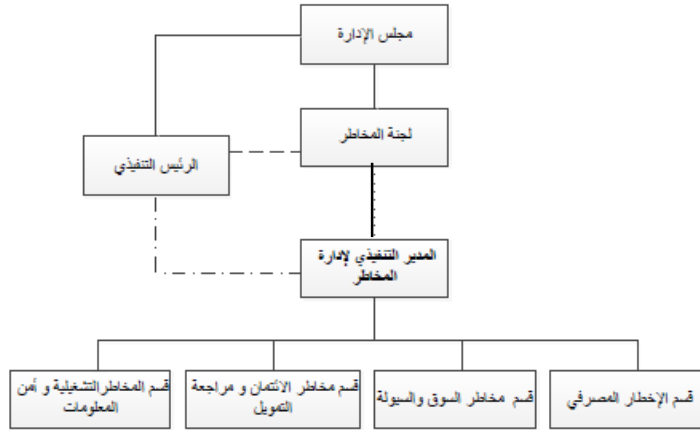 مجلس الإدارة
لجنة المخاطر
الرئيس التنفيذي
المدير التنفيذي لإدارة
المخاطر
قسم الإخطار المصرفي
قسم مخاطر السوق والسيولة
قسم مخاطر الائتمان و مراجعة
التمويل
قسم المخاطر التشغيلية و أمن
المعلومات